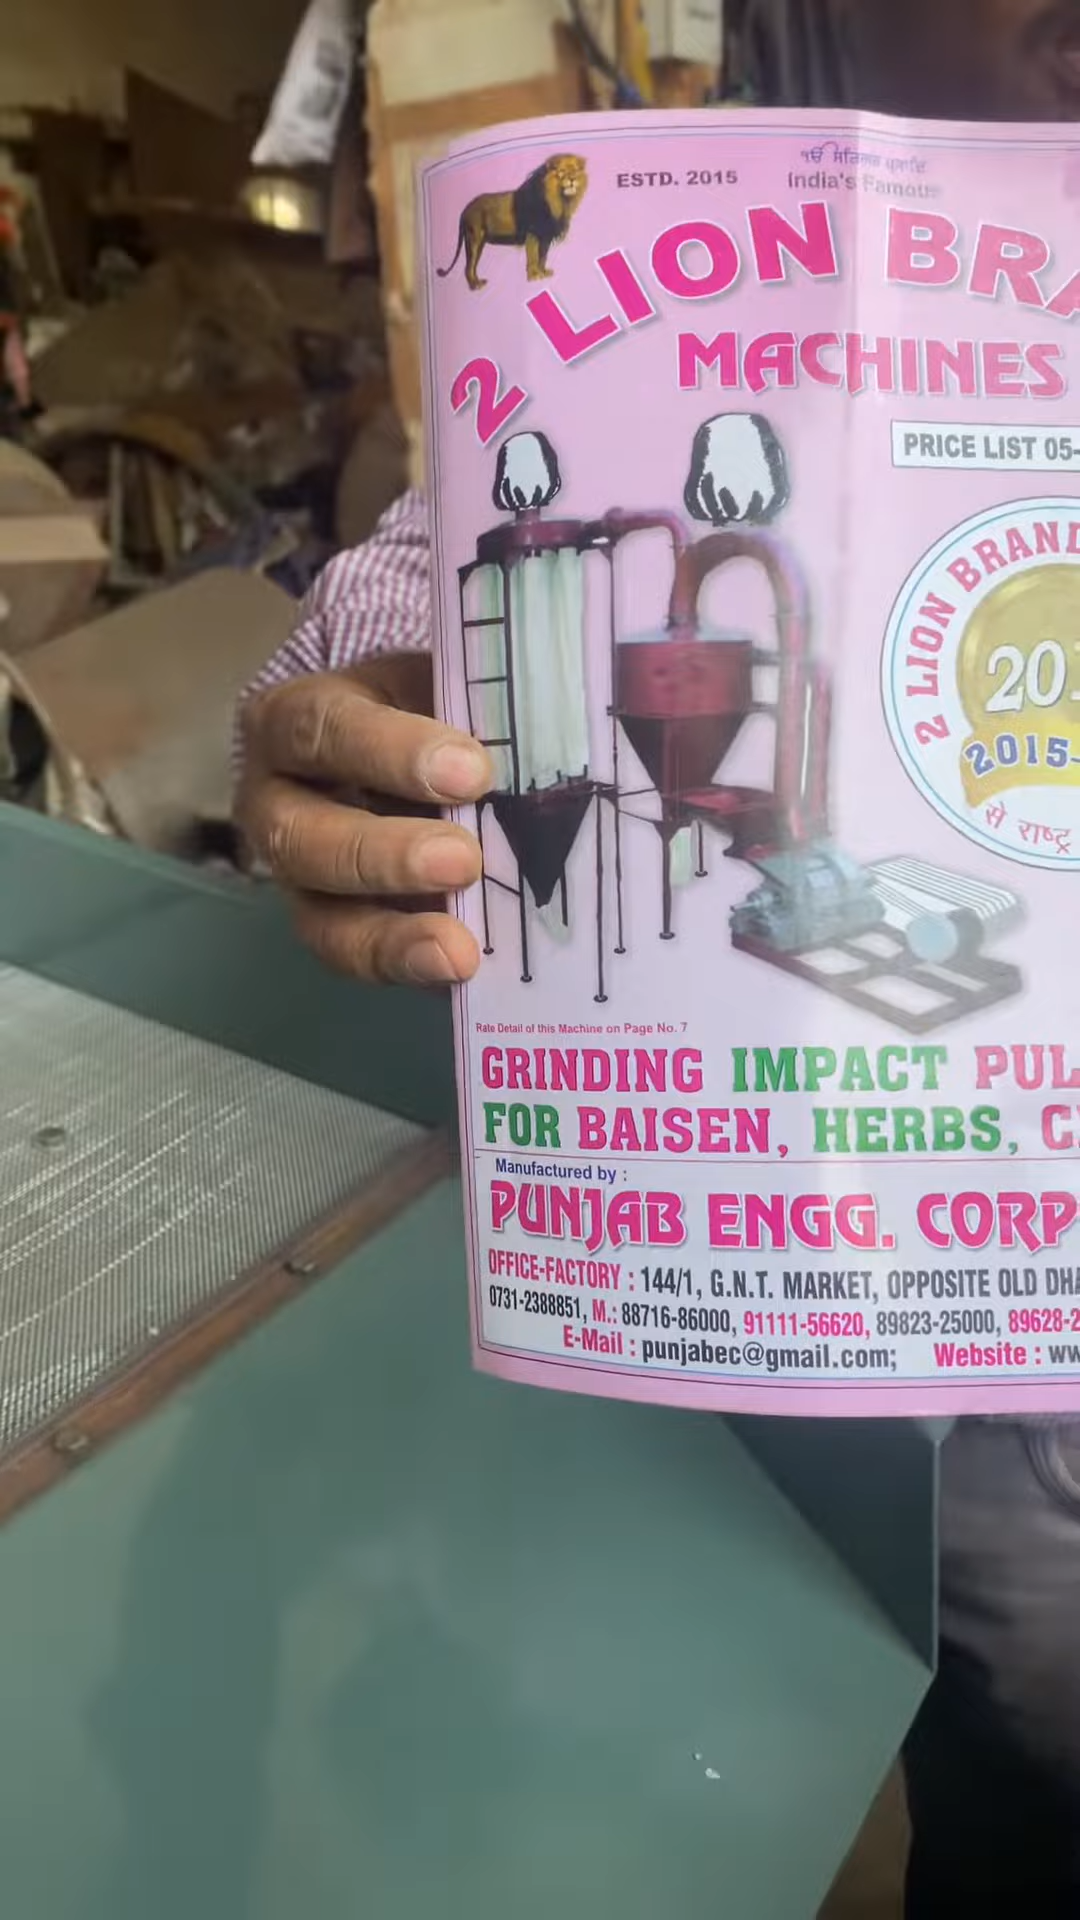 ESTD. 2015
India's Famous
2 LION BRA
MACHINES
PRICE LIST 05-
2 LION BRAND
201
2015-
से राष्ट्र
Rate Detail of this Machine on Page No. 7
GRINDING IMPACT PUL
FOR BAISEN, HERBS, C
Manufactured by :
PUNJAB ENGG. CORP
OFFICE-FACTORY : 144/1, G.N.T. MARKET, OPPOSITE OLD DHA
0731-2388851, M.: 88716-86000, 91111-56620, 89823-25000, 89628-2
E-Mail : punjabec@gmail.com; Website : ww